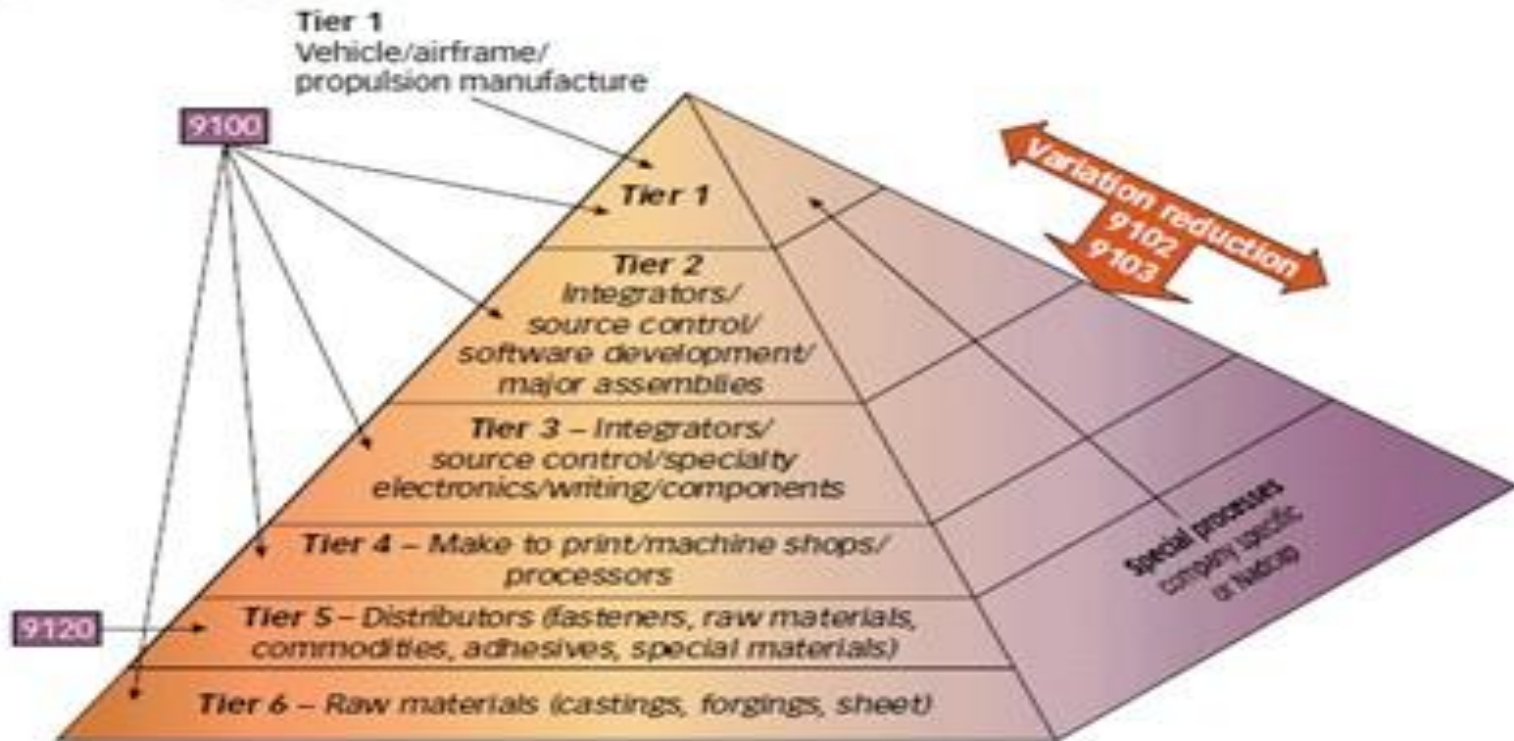 Tier 1
Vehicle/airframe/
propulsion manufacture
9100
Tier 1
Variation reduction
9102
9103
Tier 2
Integrators/
source control/
software development/
major assemblies
Tier 3 – Integrators/
source control/specialty
electronics/writing/components
Tier 4 – Make to print/machine shops/
processors
Special processes
company specific
or Nadcap
9120
Tier 5 – Distributors (fasteners, raw materials,
commodities, adhesives, special materials)
Tier 6 – Raw materials (castings, forgings, sheet)